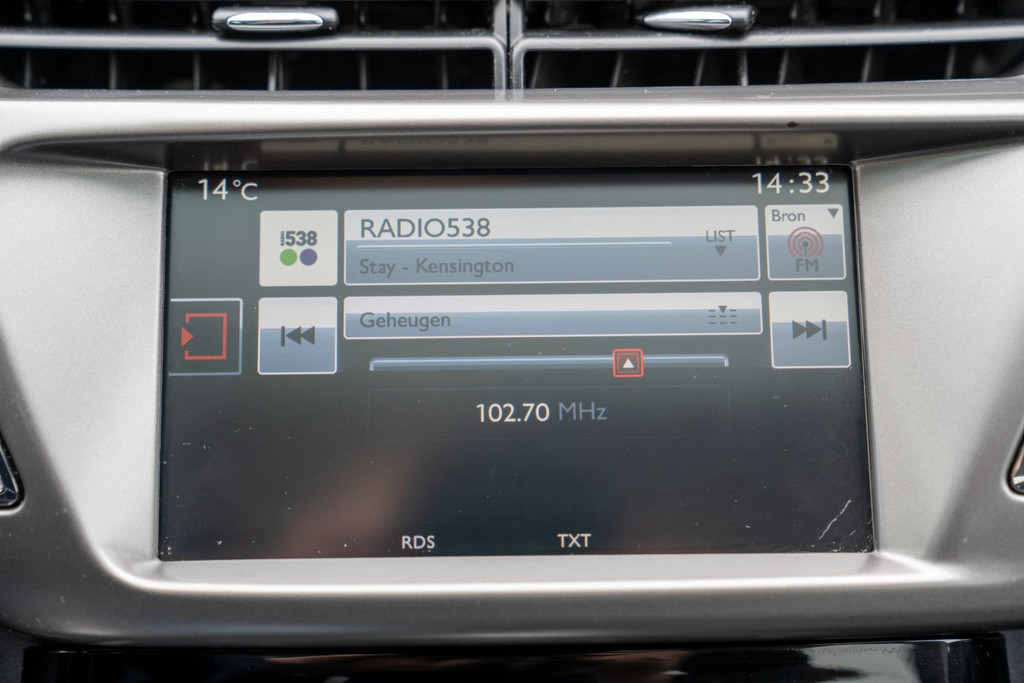 14°C
14:33
538
RADIO538
LIST
Stay - Kensington
Bron
FM
Geheugen
102.70 MHz
RDS
TXT